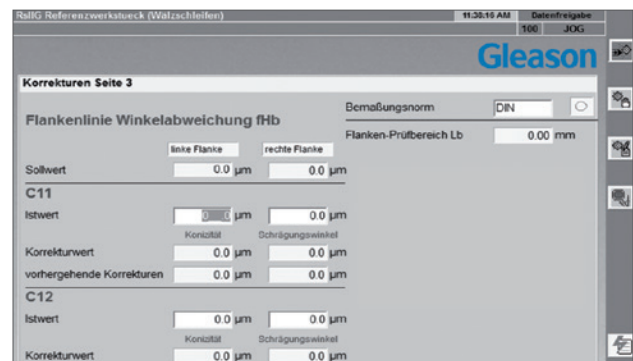 RsIIG Referenzwerkstueck (Walzschleifen) 11:38:16 AM Datenfreigabe
100 JOG
Gleason
Korrekturen Seite 3
Bemaßungsnorm DIN
Flankenlinie Winkelabweichung fHb
Flanken-Prüfbereich Lb 0.00 mm
linke Flanke rechte Flanke
Sollwert 0.0 µm 0.0 µm
C11
Istwert 0.0 µm 0.0 µm
Konizität Schrägungswinkel
Korrekturwert 0.0 µm 0.0 µm
vorhergehende Korrekturen 0.0 µm 0.0 µm
C12
Istwert 0.0 µm 0.0 µm
Konizität Schrägungswinkel
Korrekturwert 0.0 µm 0.0 µm